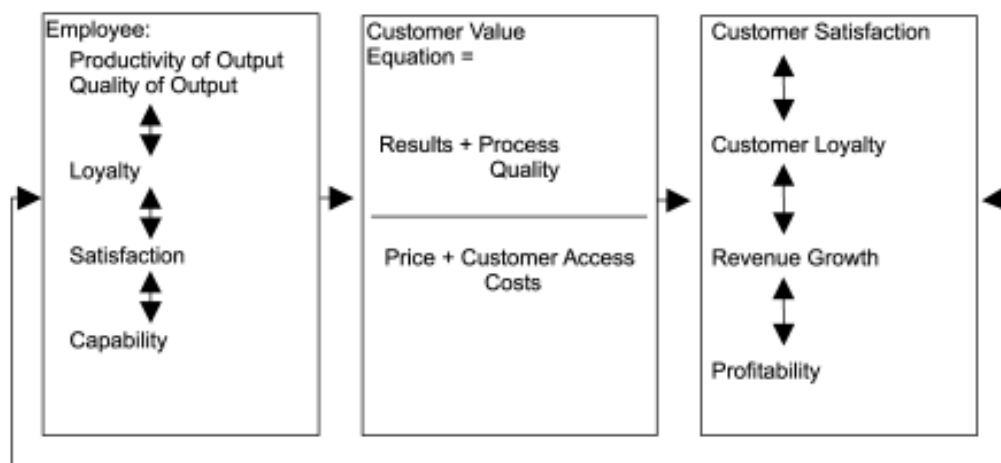 Employee:
Productivity of Output
Quality of Output
Loyalty
Satisfaction
Capability
Customer Value
Equation =
Results + Process
Quality
Price + Customer Access
Costs
Customer Satisfaction
Customer Loyalty
Revenue Growth
Profitability